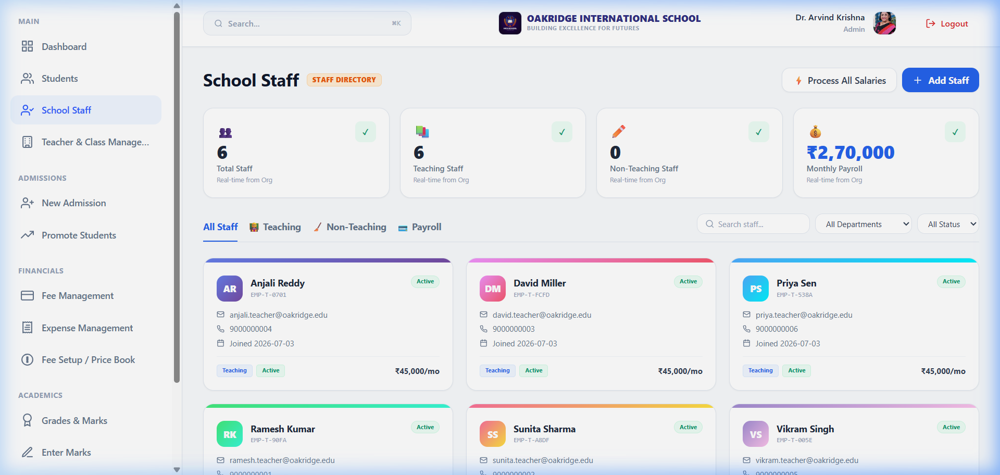 MAIN
Dashboard
Students
School Staff
Teacher & Class Manage...
ADMISSIONS
New Admission
Promote Students
FINANCIALS
Fee Management
Expense Management
Fee Setup / Price Book
ACADEMICS
Grades & Marks
Enter Marks
Search...
⌘K
OAKRIDGE INTERNATIONAL SCHOOL
BUILDING EXCELLENCE FOR FUTURES
Dr. Arvind Krishna
Admin
Logout
School Staff
STAFF DIRECTORY
Process All Salaries
+ Add Staff
6
Total Staff
Real-time from Org
6
Teaching Staff
Real-time from Org
0
Non-Teaching Staff
Real-time from Org
₹2,70,000
Monthly Payroll
Real-time from Org
All Staff
Teaching
Non-Teaching
Payroll
Search staff...
All Departments
All Status
AR
Anjali Reddy
EMP-T-0701
Active
anjali.teacher@oakridge.edu
9000000004
Joined 2026-07-03
Teaching
Active
₹45,000/mo
DM
David Miller
EMP-T-FCFD
Active
david.teacher@oakridge.edu
9000000003
Joined 2026-07-03
Teaching
Active
₹45,000/mo
PS
Priya Sen
EMP-T-538A
Active
priya.teacher@oakridge.edu
9000000006
Joined 2026-07-03
Teaching
Active
₹45,000/mo
RK
Ramesh Kumar
EMP-T-90FA
Active
ramesh.teacher@oakridge.edu
9000000001
SS
Sunita Sharma
EMP-T-A8DF
Active
sunita.teacher@oakridge.edu
9000000002
VS
Vikram Singh
EMP-T-005E
Active
vikram.teacher@oakridge.edu
9000000005